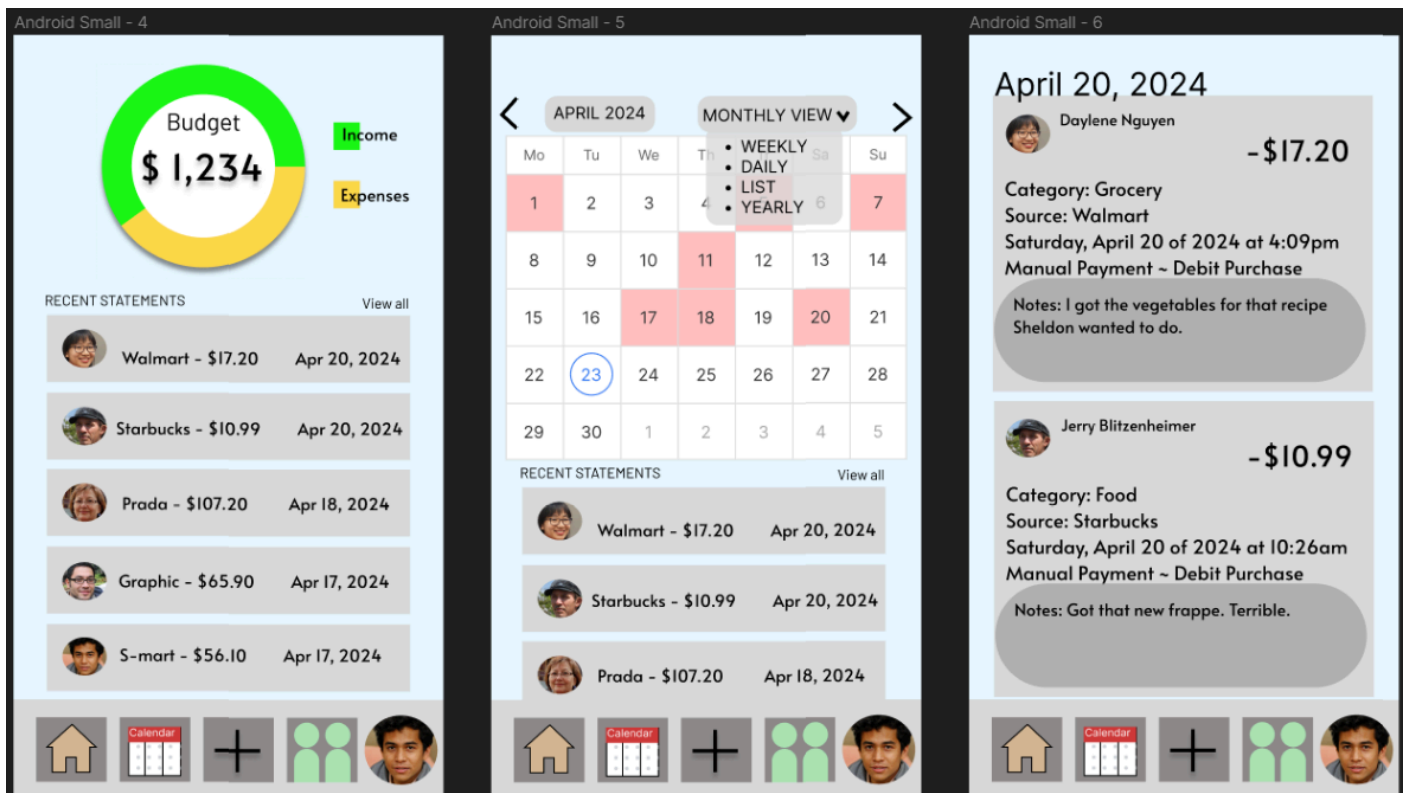 Android Small - 4
Budget
$ 1,234
Income
Expenses
RECENT STATEMENTS View all
Walmart - $17.20 Apr 20, 2024
Starbucks - $10.99 Apr 20, 2024
Prada - $107.20 Apr 18, 2024
Graphic - $65.90 Apr 17, 2024
S-mart - $56.10 Apr 17, 2024
Calendar
Android Small - 5
APRIL 2024 MONTHLY VIEW
WEEKLY
DAILY
LIST
YEARLY
Mo Tu We Th Sa Su
1 2 3 4 5 6 7
8 9 10 11 12 13 14
15 16 17 18 19 20 21
22 23 24 25 26 27 28
29 30 1 2 3 4 5
RECENT STATEMENTS View all
Walmart - $17.20 Apr 20, 2024
Starbucks - $10.99 Apr 20, 2024
Prada - $107.20 Apr 18, 2024
Calendar
Android Small - 6
April 20, 2024
Daylene Nguyen
-$17.20
Category: Grocery
Source: Walmart
Saturday, April 20 of 2024 at 4:09pm
Manual Payment ~ Debit Purchase
Notes: I got the vegetables for that recipe
Sheldon wanted to do.
Jerry Blitzenheimer
-$10.99
Category: Food
Source: Starbucks
Saturday, April 20 of 2024 at 10:26am
Manual Payment ~ Debit Purchase
Notes: Got that new frappe. Terrible.
Calendar